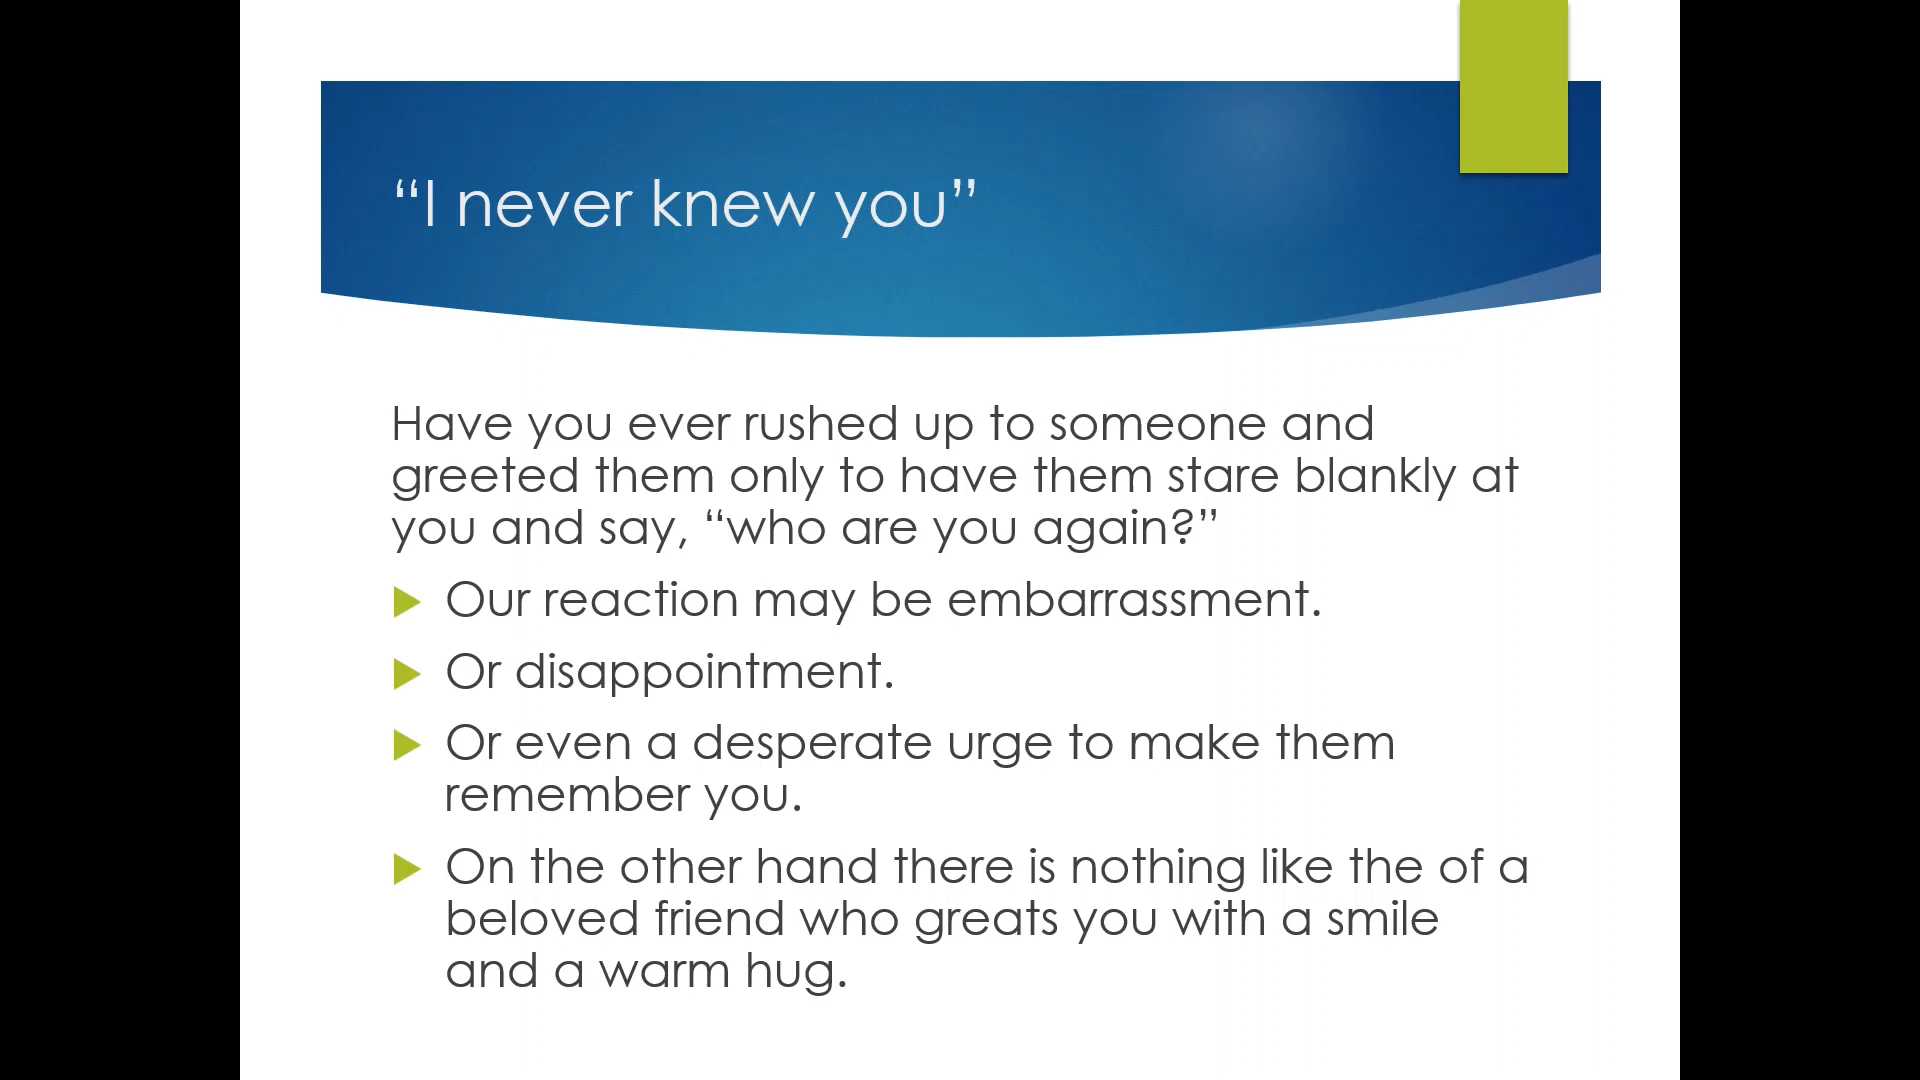 “I never knew you”
Have you ever rushed up to someone and
greeted them only to have them stare blankly at
you and say, “who are you again?”
Our reaction may be embarrassment.
Or disappointment.
Or even a desperate urge to make them
remember you.
On the other hand there is nothing like the of a
beloved friend who greats you with a smile
and a warm hug.